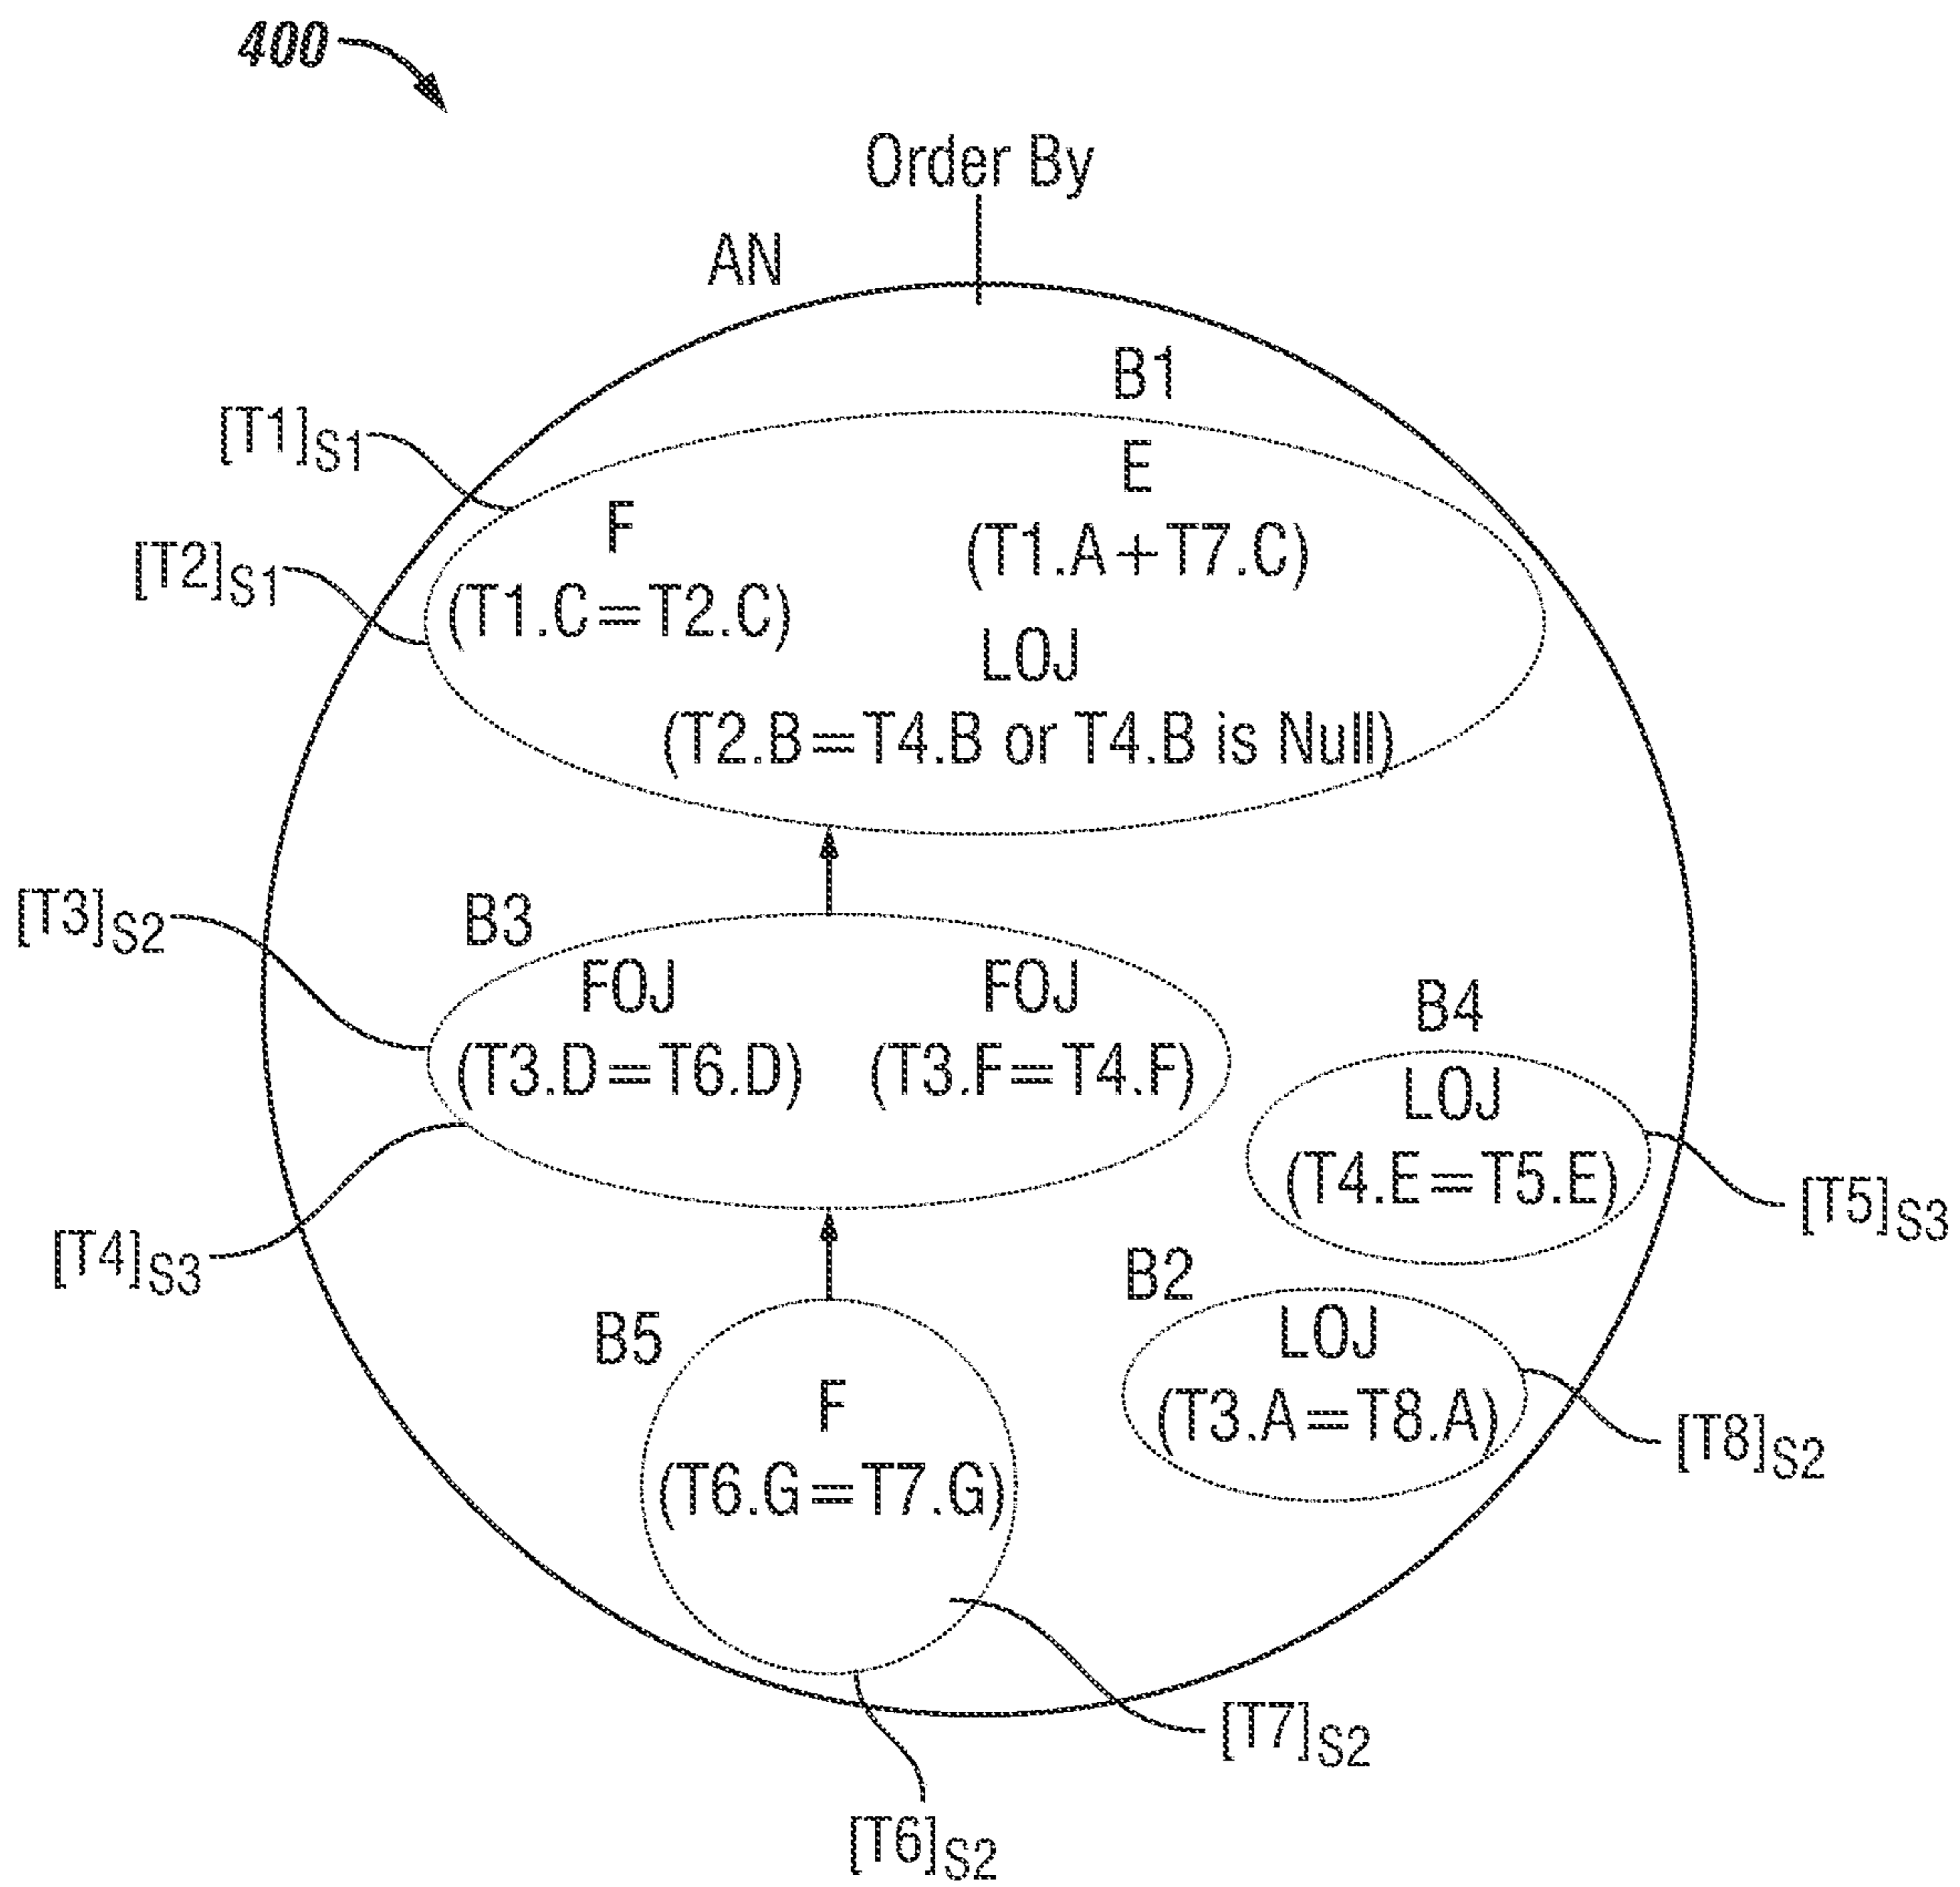 400
Order By
AN
B1
[T1]S1
E
F
(T1.A+T7.C)
[T2]S1
(T1.C=T2.C)
LOJ
(T2.B=T4.B or T4.B is Null)
[T3]S2
B3
FOJ
FOJ
(T3.D=T6.D)
(T3.F=T4.F)
B4
LOJ
(T4.E=T5.E)
[T5]S3
[T4]S3
B2
LOJ
(T3.A=T8.A)
[T8]S2
B5
F
(T6.G=T7.G)
[T7]S2
[T6]S2